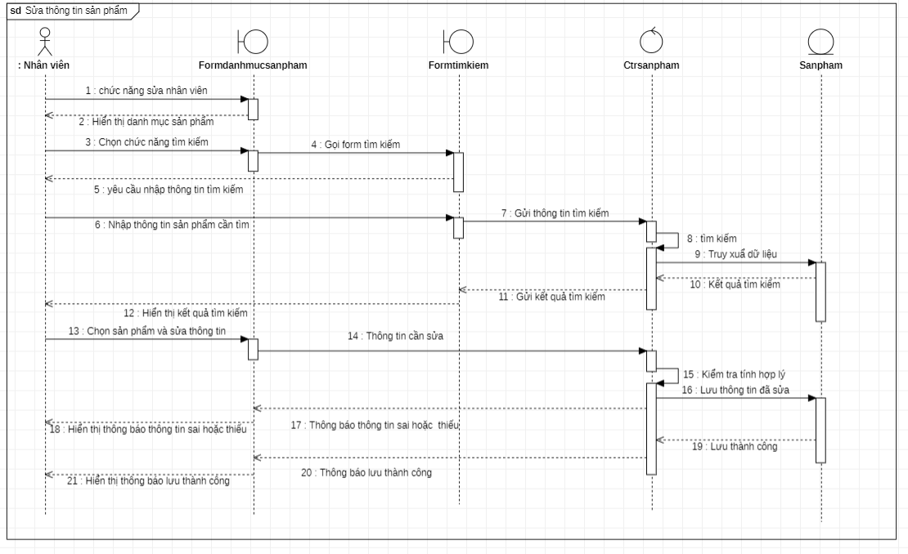 sd Sửa thông tin sản phẩm
: Nhân viên
Formdanhmucsanpham
Formtimkiem
Ctrsanpham
Sanpham
1 : chức năng sửa nhân viên
2 : Hiển thị danh mục sản phẩm
3 : Chọn chức năng tìm kiếm
4 : Gọi form tìm kiếm
5 : yêu cầu nhập thông tin tìm kiếm
6 : Nhập thông tin sản phẩm cần tìm
7 : Gửi thông tin tìm kiếm
8 : tìm kiếm
9 : Truy xuẩ dữ liệu
10 : Kết quả tìm kiếm
11 : Gửi kết quả tìm kiếm
12 : Hiển thị kết quả tìm kiếm
13 : Chọn sản phẩm và sửa thông tin
14 : Thông tin cần sửa
15 : Kiểm tra tính hợp lý
16 : Lưu thông tin đã sửa
17 : Thông báo thông tin sai hoặc thiếu
18 : Hiển thị thông báo thông tin sai hoặc thiếu
19 : Lưu thành công
20 : Thông báo lưu thành công
21 : Hiển thị thông báo lưu thành công